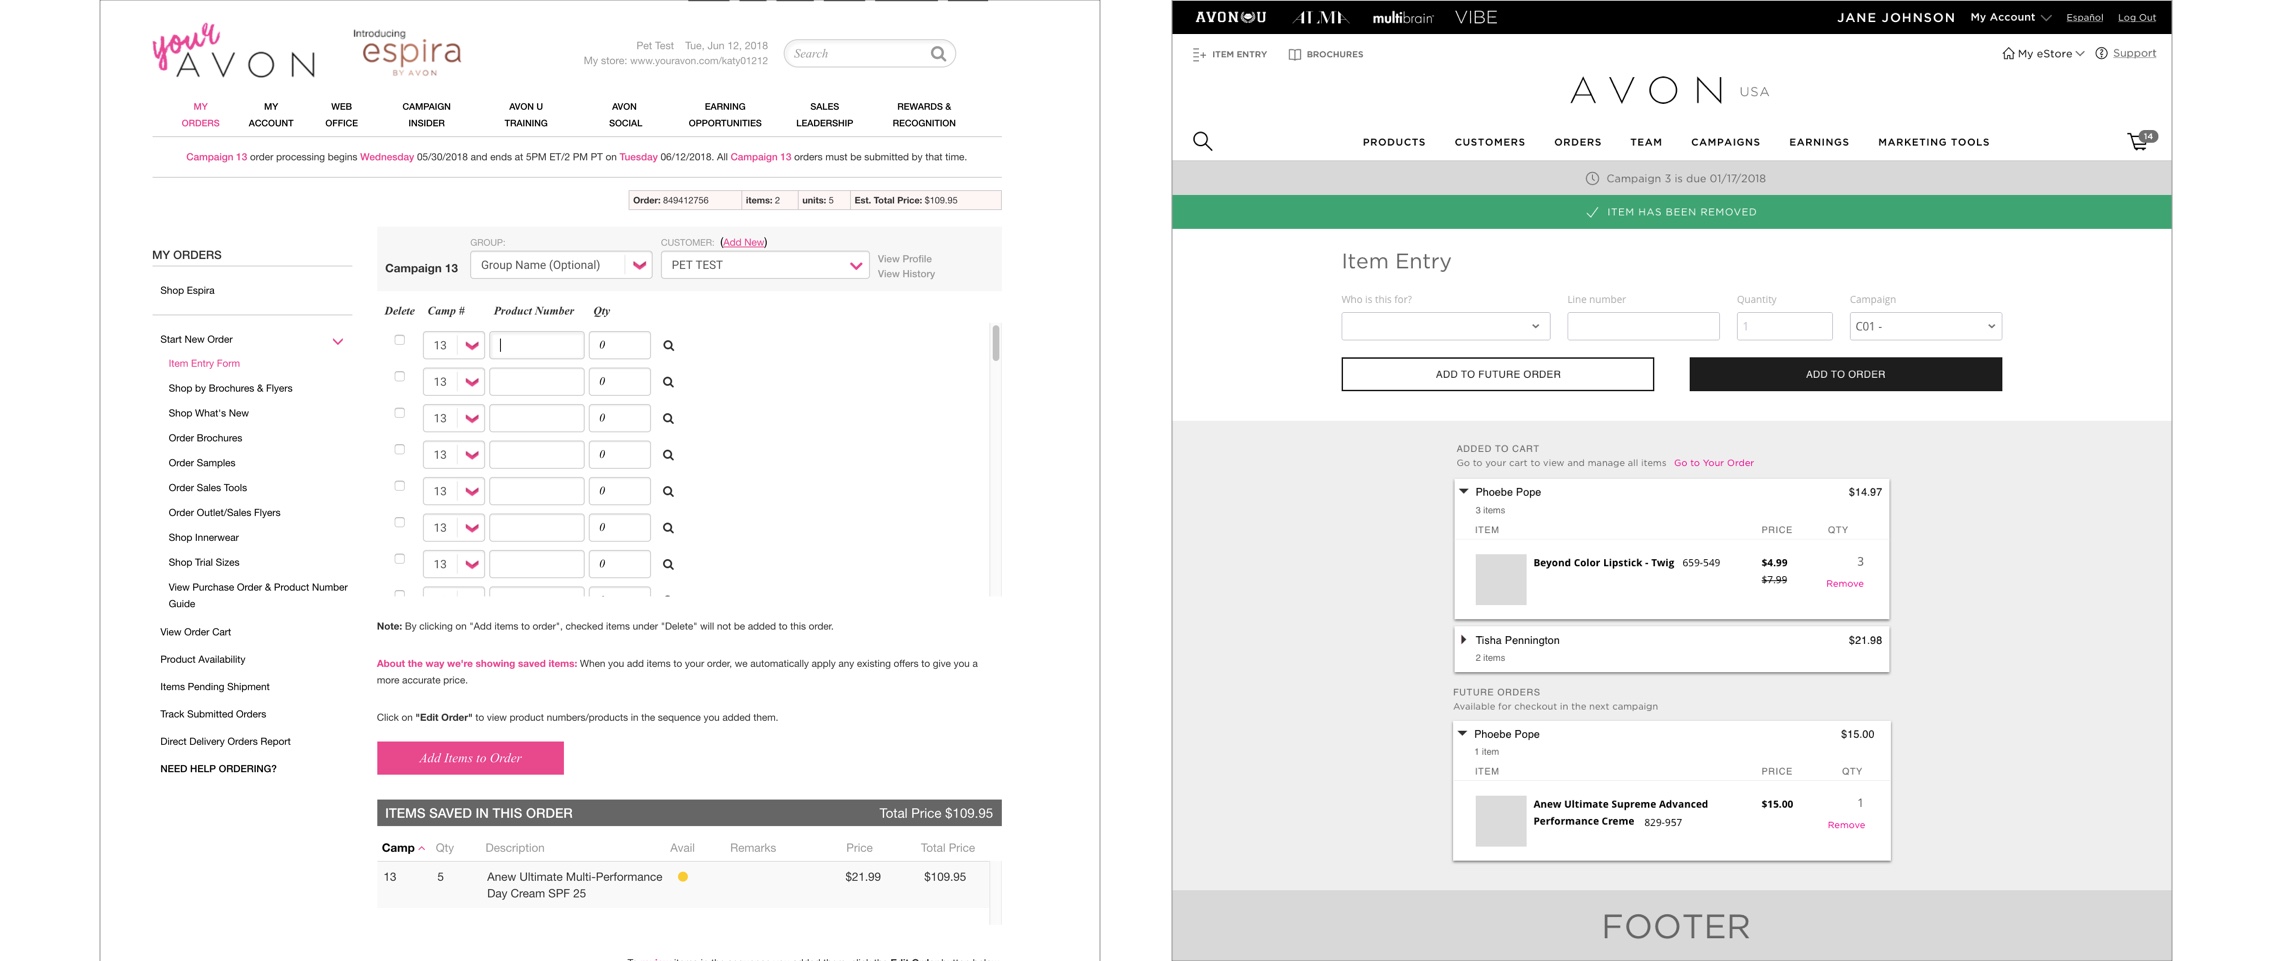 your
AVON
Introducing
espira
BY AVON
Pet Test Tue, Jun 12, 2018
My store: www.youravon.com/katy01212
Search
MY ORDERS
MY ACCOUNT
WEB OFFICE
CAMPAIGN INSIDER
AVON U TRAINING
AVON SOCIAL
EARNING OPPORTUNITIES
SALES LEADERSHIP
REWARDS & RECOGNITION
Campaign 13 order processing begins Wednesday 05/30/2018 and ends at 5PM ET/2 PM PT on Tuesday 06/12/2018. All Campaign 13 orders must be submitted by that time.
Order: 849412756 items: 2 units: 5 Est. Total Price: $109.95
MY ORDERS
Shop Espira
Start New Order
Item Entry Form
Shop by Brochures & Flyers
Shop What's New
Order Brochures
Order Samples
Order Sales Tools
Order Outlet/Sales Flyers
Shop Innerwear
Shop Trial Sizes
View Purchase Order & Product Number
Guide
View Order Cart
Product Availability
Items Pending Shipment
Track Submitted Orders
Direct Delivery Orders Report
NEED HELP ORDERING?
GROUP:
CUSTOMER: (Add New)
Campaign 13
Group Name (Optional)
PET TEST
View Profile
View History
Delete Camp # Product Number Qty
13 0
13 0
13 0
13 0
13 0
13 0
13 0
Note: By clicking on "Add items to order", checked items under "Delete" will not be added to this order.
About the way we're showing saved items: When you add items to your order, we automatically apply any existing offers to give you a
more accurate price.
Click on "Edit Order" to view product numbers/products in the sequence you added them.
Add Items to Order
ITEMS SAVED IN THIS ORDER Total Price $109.95
Camp Qty Description Avail Remarks Price Total Price
13 5 Anew Ultimate Multi-Performance $21.99 $109.95
Day Cream SPF 25
AVON U ALMA multibrain VIBE
JANE JOHNSON My Account Español Log Out
ITEM ENTRY BROCHURES
My eStore Support
AVON USA
PRODUCTS CUSTOMERS ORDERS TEAM CAMPAIGNS EARNINGS MARKETING TOOLS
14
Campaign 3 is due 01/17/2018
ITEM HAS BEEN REMOVED
Item Entry
Who is this for? Line number Quantity Campaign
1 C01 -
ADD TO FUTURE ORDER ADD TO ORDER
ADDED TO CART
Go to your cart to view and manage all items Go to Your Order
Phoebe Pope $14.97
3 items
ITEM PRICE QTY
Beyond Color Lipstick - Twig 659-549 $4.99 3
$7.99 Remove
Tisha Pennington $21.98
2 items
FUTURE ORDERS
Available for checkout in the next campaign
Phoebe Pope $15.00
1 item
ITEM PRICE QTY
Anew Ultimate Supreme Advanced $15.00 1
Performance Creme 829-957
Remove
FOOTER